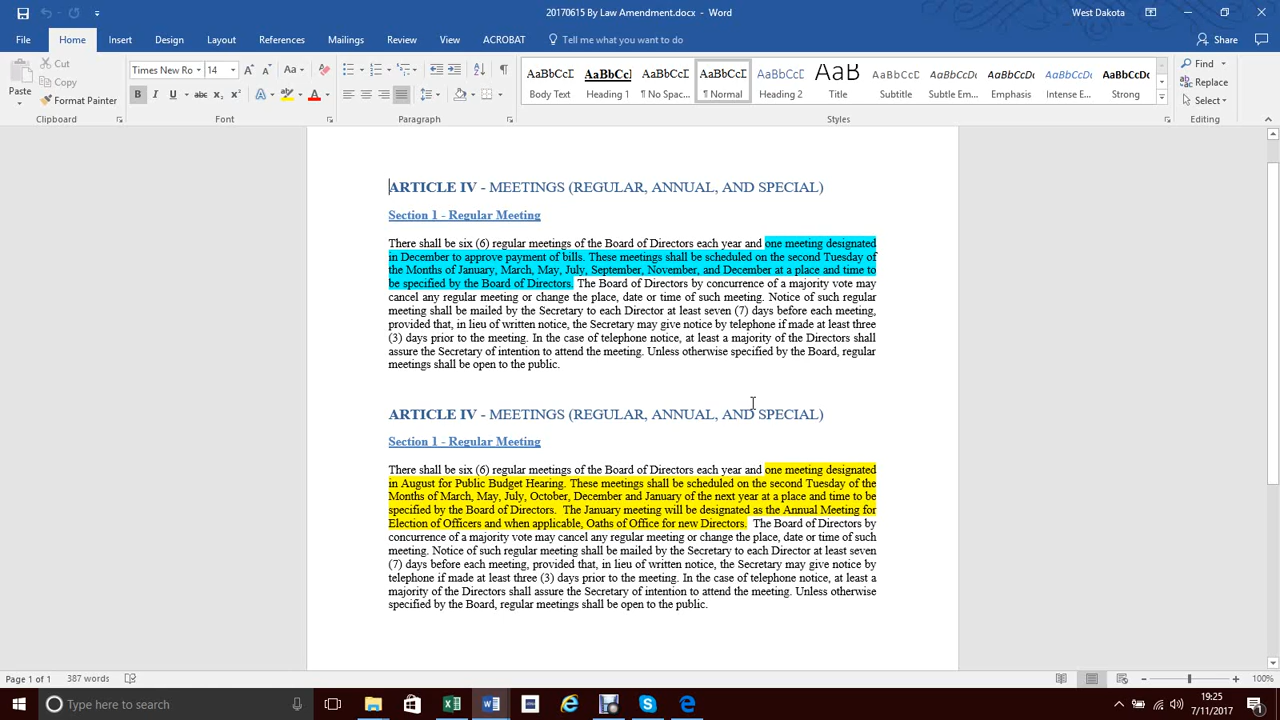 20170615 By Law Amendment.docx - Word
West Dakota
File Home Insert Design Layout References Mailings Review View ACROBAT Tell me what you want to do Share
Paste
Cut
Copy
Format Painter
Clipboard
Times New Ro 14 Aa
B I U abc X₂ X² A A
Font
Paragraph
AaBbCcI AaBbCcI AaBbCcI AaBbCcI AaBbCcI AaB AaBbCcD AaBbCcDc AaBbCcDc AaBbCcDc AaBbCcDc
Body Text Heading 1 ¶ No Spac... ¶ Normal Heading 2 Title Subtitle Subtle Em... Emphasis Intense E... Strong
Styles
Find
Replace
Select
Editing
ARTICLE IV - MEETINGS (REGULAR, ANNUAL, AND SPECIAL)
Section 1 - Regular Meeting
There shall be six (6) regular meetings of the Board of Directors each year and one meeting designated
in December to approve payment of bills. These meetings shall be scheduled on the second Tuesday of
the Months of January, March, May, July, September, November, and December at a place and time to
be specified by the Board of Directors. The Board of Directors by concurrence of a majority vote may
cancel any regular meeting or change the place, date or time of such meeting. Notice of such regular
meeting shall be mailed by the Secretary to each Director at least seven (7) days before each meeting,
provided that, in lieu of written notice, the Secretary may give notice by telephone if made at least three
(3) days prior to the meeting. In the case of telephone notice, at least a majority of the Directors shall
assure the Secretary of intention to attend the meeting. Unless otherwise specified by the Board, regular
meetings shall be open to the public.
ARTICLE IV - MEETINGS (REGULAR, ANNUAL, AND SPECIAL)
Section 1 - Regular Meeting
There shall be six (6) regular meetings of the Board of Directors each year and one meeting designated
in August for Public Budget Hearing. These meetings shall be scheduled on the second Tuesday of the
Months of March, May, July, October, December and January of the next year at a place and time to be
specified by the Board of Directors. The January meeting will be designated as the Annual Meeting for
Election of Officers and when applicable, Oaths of Office for new Directors. The Board of Directors by
concurrence of a majority vote may cancel any regular meeting or change the place, date or time of such
meeting. Notice of such regular meeting shall be mailed by the Secretary to each Director at least seven
(7) days before each meeting, provided that, in lieu of written notice, the Secretary may give notice by
telephone if made at least three (3) days prior to the meeting. In the case of telephone notice, at least a
majority of the Directors shall assure the Secretary of intention to attend the meeting. Unless otherwise
specified by the Board, regular meetings shall be open to the public.
Page 1 of 1 387 words
100%
Type here to search
19:25
7/11/2017